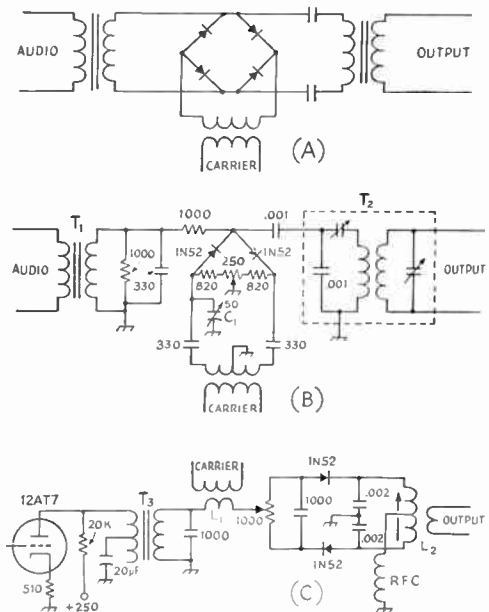 AUDIO
OUTPUT
CARRIER
(A)
T1
1000
.001
T2
1N52
1N52
250
AUDIO
1000
330
820
820
50
C1
.001
OUTPUT
330
330
CARRIER
(B)
CARRIER
1N52
12AT7
T3
20K
L1
1000
1000
1000
.002
.002
OUTPUT
L2
20µF
510
+250
1N52
RFC
(C)